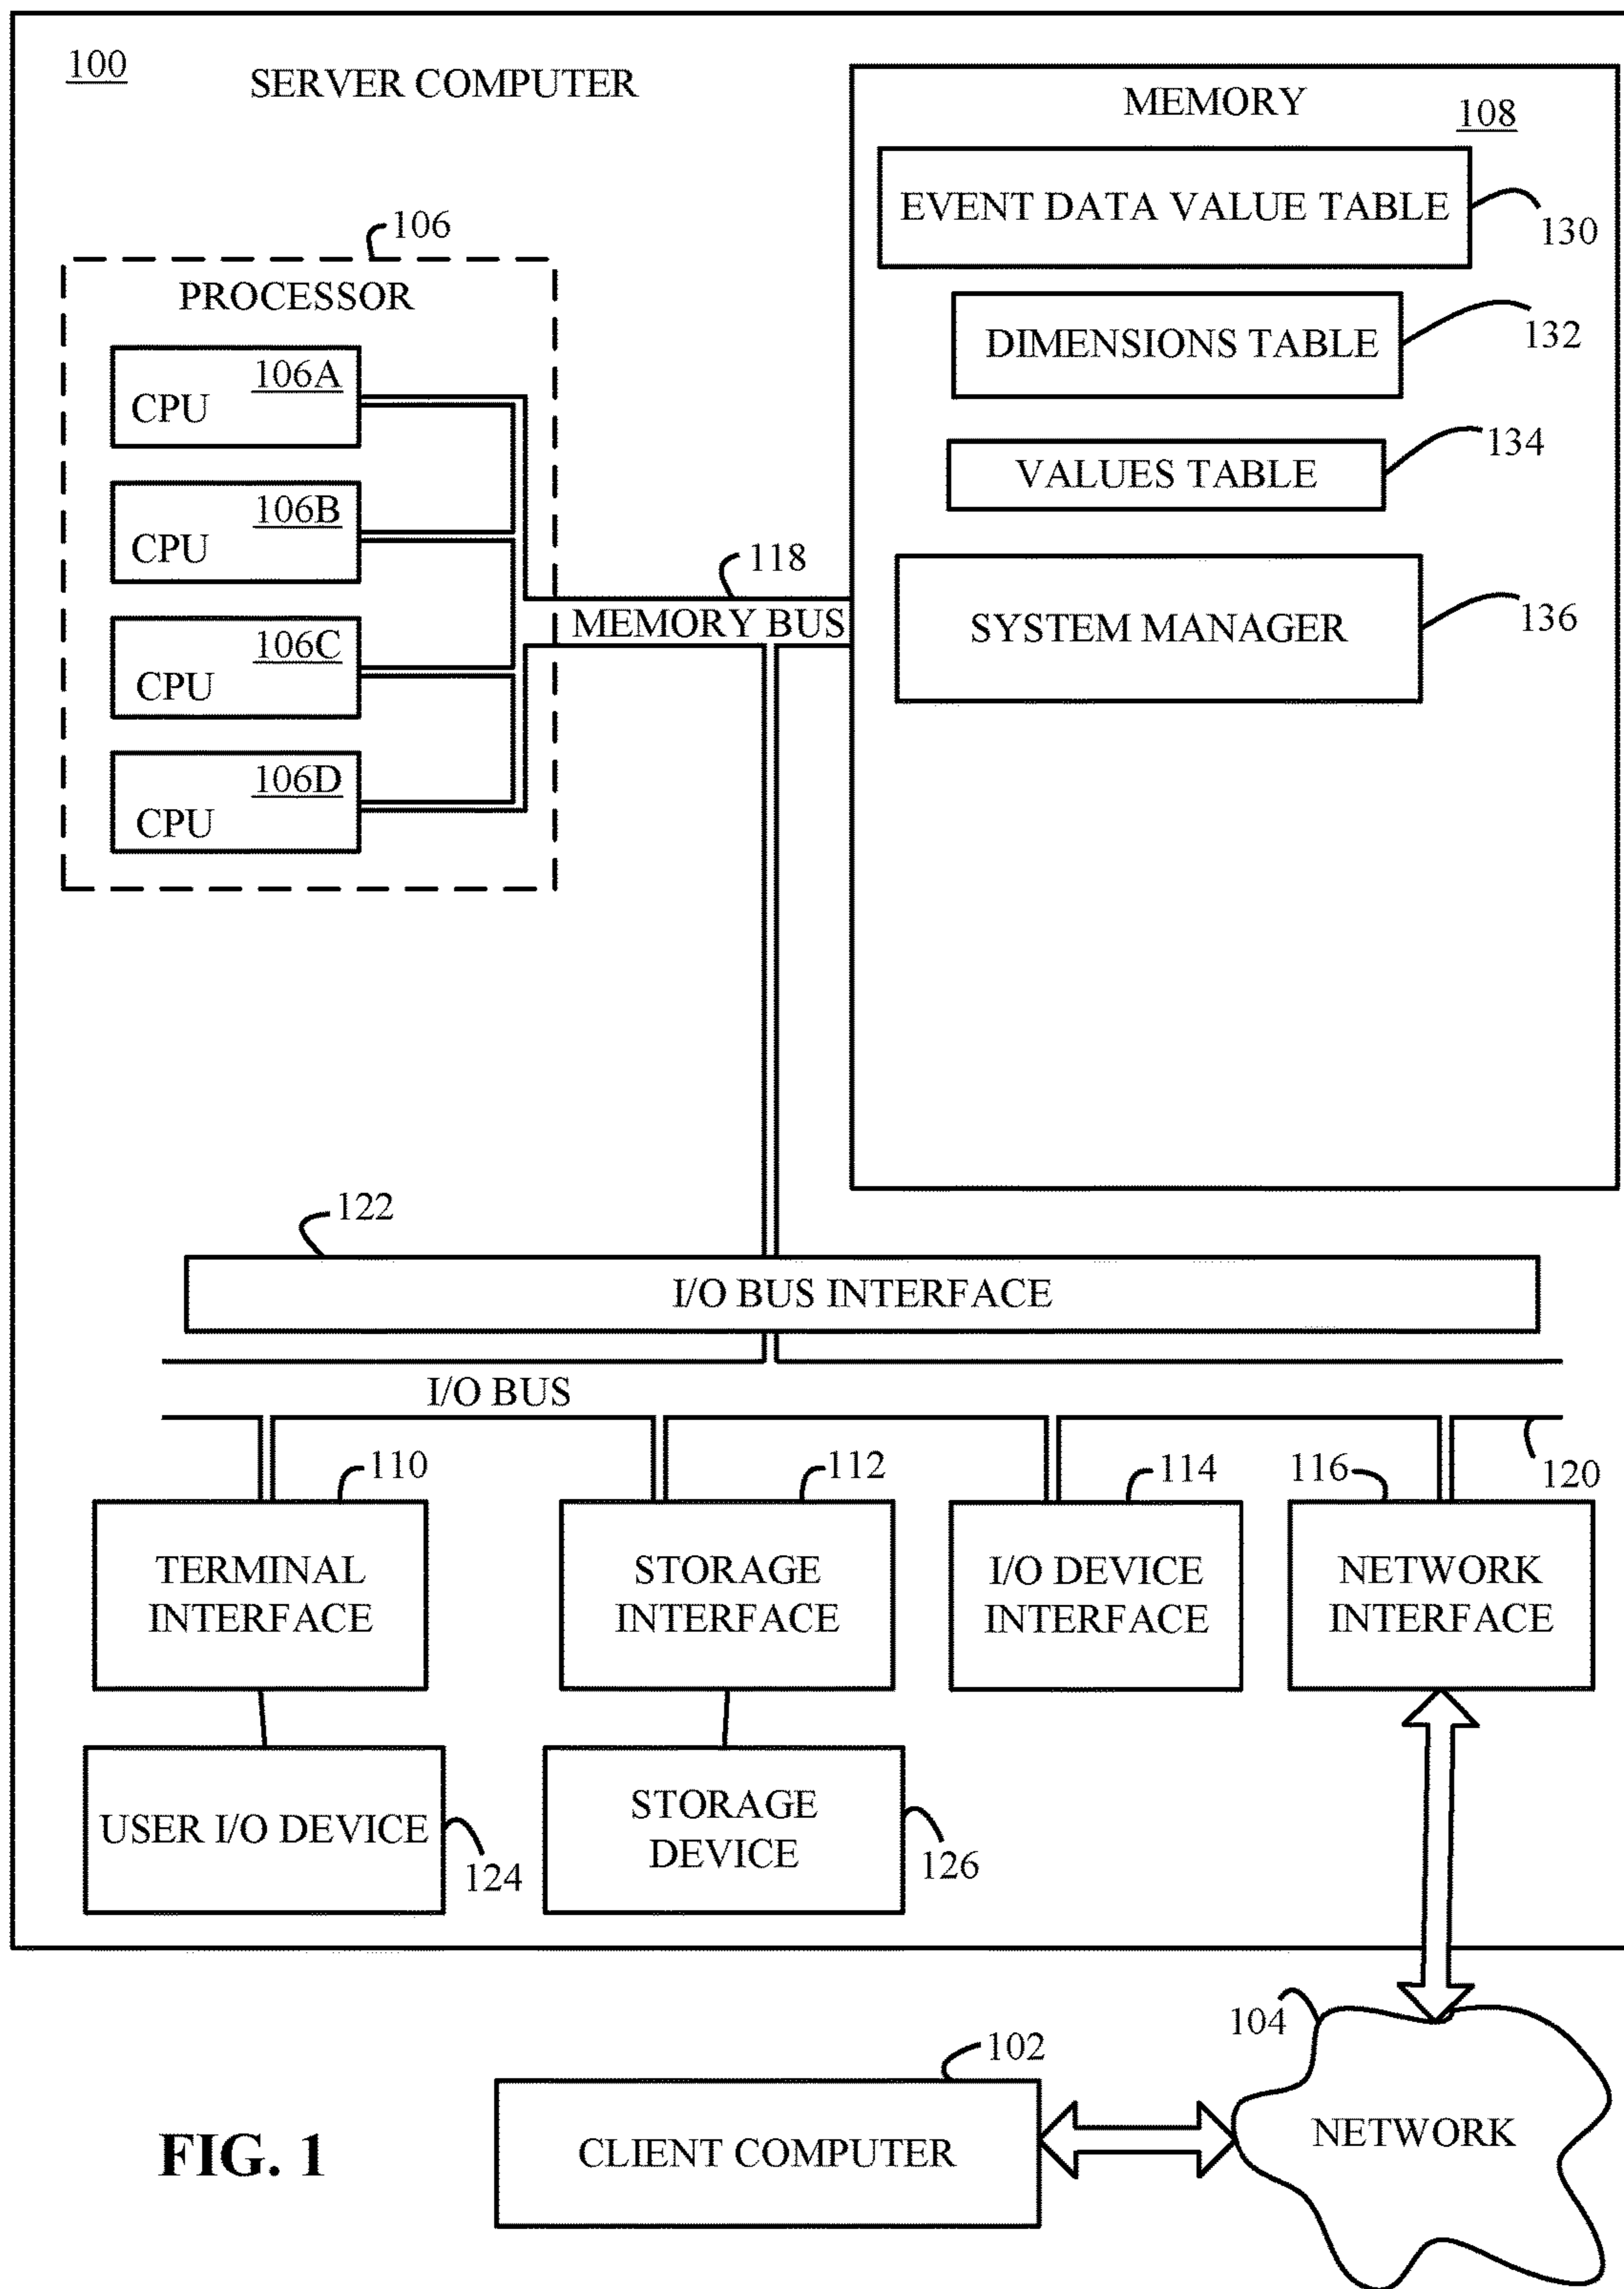 100
SERVER COMPUTER
MEMORY
108
EVENT DATA VALUE TABLE
130
DIMENSIONS TABLE
132
VALUES TABLE
134
SYSTEM MANAGER
136
106
PROCESSOR
106A
CPU
106B
CPU
106C
CPU
106D
CPU
118
MEMORY BUS
122
I/O BUS INTERFACE
I/O BUS
120
110
TERMINAL
INTERFACE
112
STORAGE
INTERFACE
114
I/O DEVICE
INTERFACE
116
NETWORK
INTERFACE
USER I/O DEVICE
124
STORAGE
DEVICE
126
104
NETWORK
102
CLIENT COMPUTER
FIG. 1